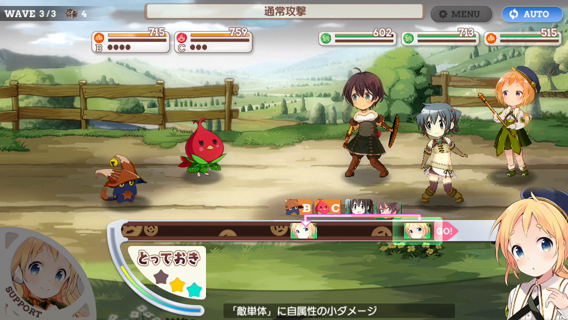 WAVE 3/3 4
通常攻撃
MENU
AUTO
715
B
759
C
602
713
515
B C
GO!
とっておき
SUPPORT
「敵単体」に自属性の小ダメージ